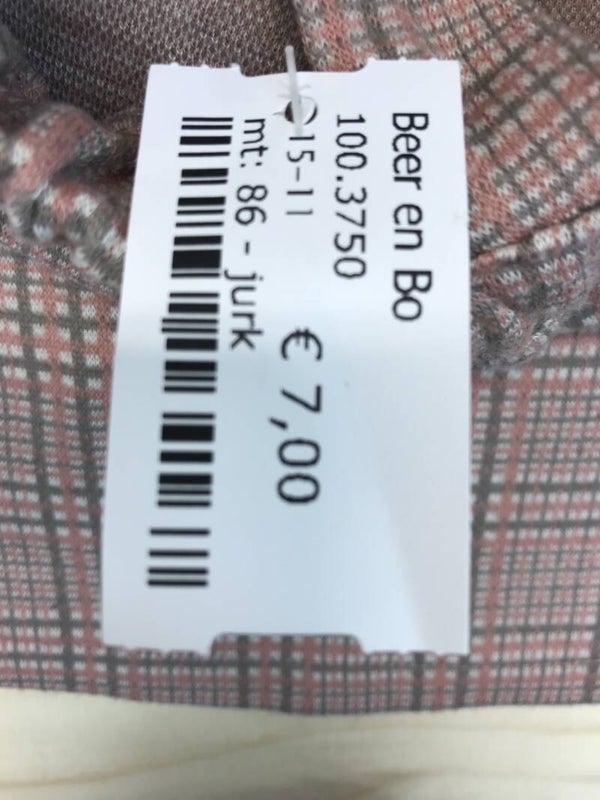 Beer en Bo
100.3750
15-11
€ 7,00
mt: 86 - jurk